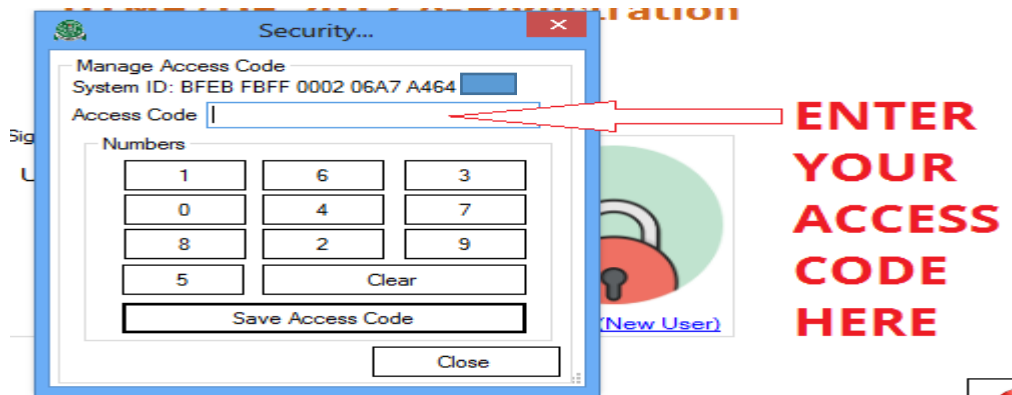 Security...
Manage Access Code
System ID: BFEB FBFF 0002 06A7 A464
Access Code
Sig
Numbers
U
1 6 3
0 4 7
8 2 9
5 Clear
Save Access Code
(New User)
Close
ENTER
YOUR
ACCESS
CODE
HERE